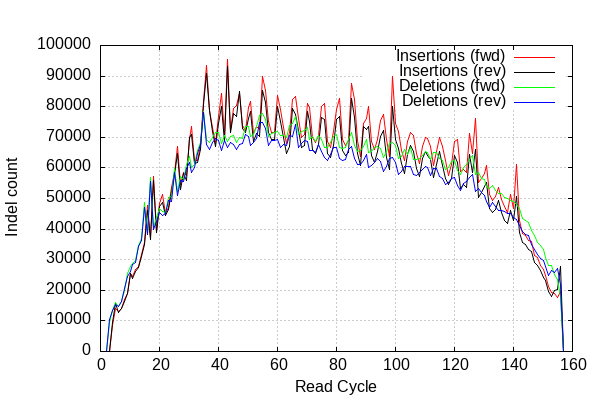 100000
90000
80000
70000
60000
50000
40000
30000
20000
10000
0
Indel count
Insertions (fwd)
Insertions (rev)
Deletions (fwd)
Deletions (rev)
0 20 40 60 80 100 120 140 160
Read Cycle